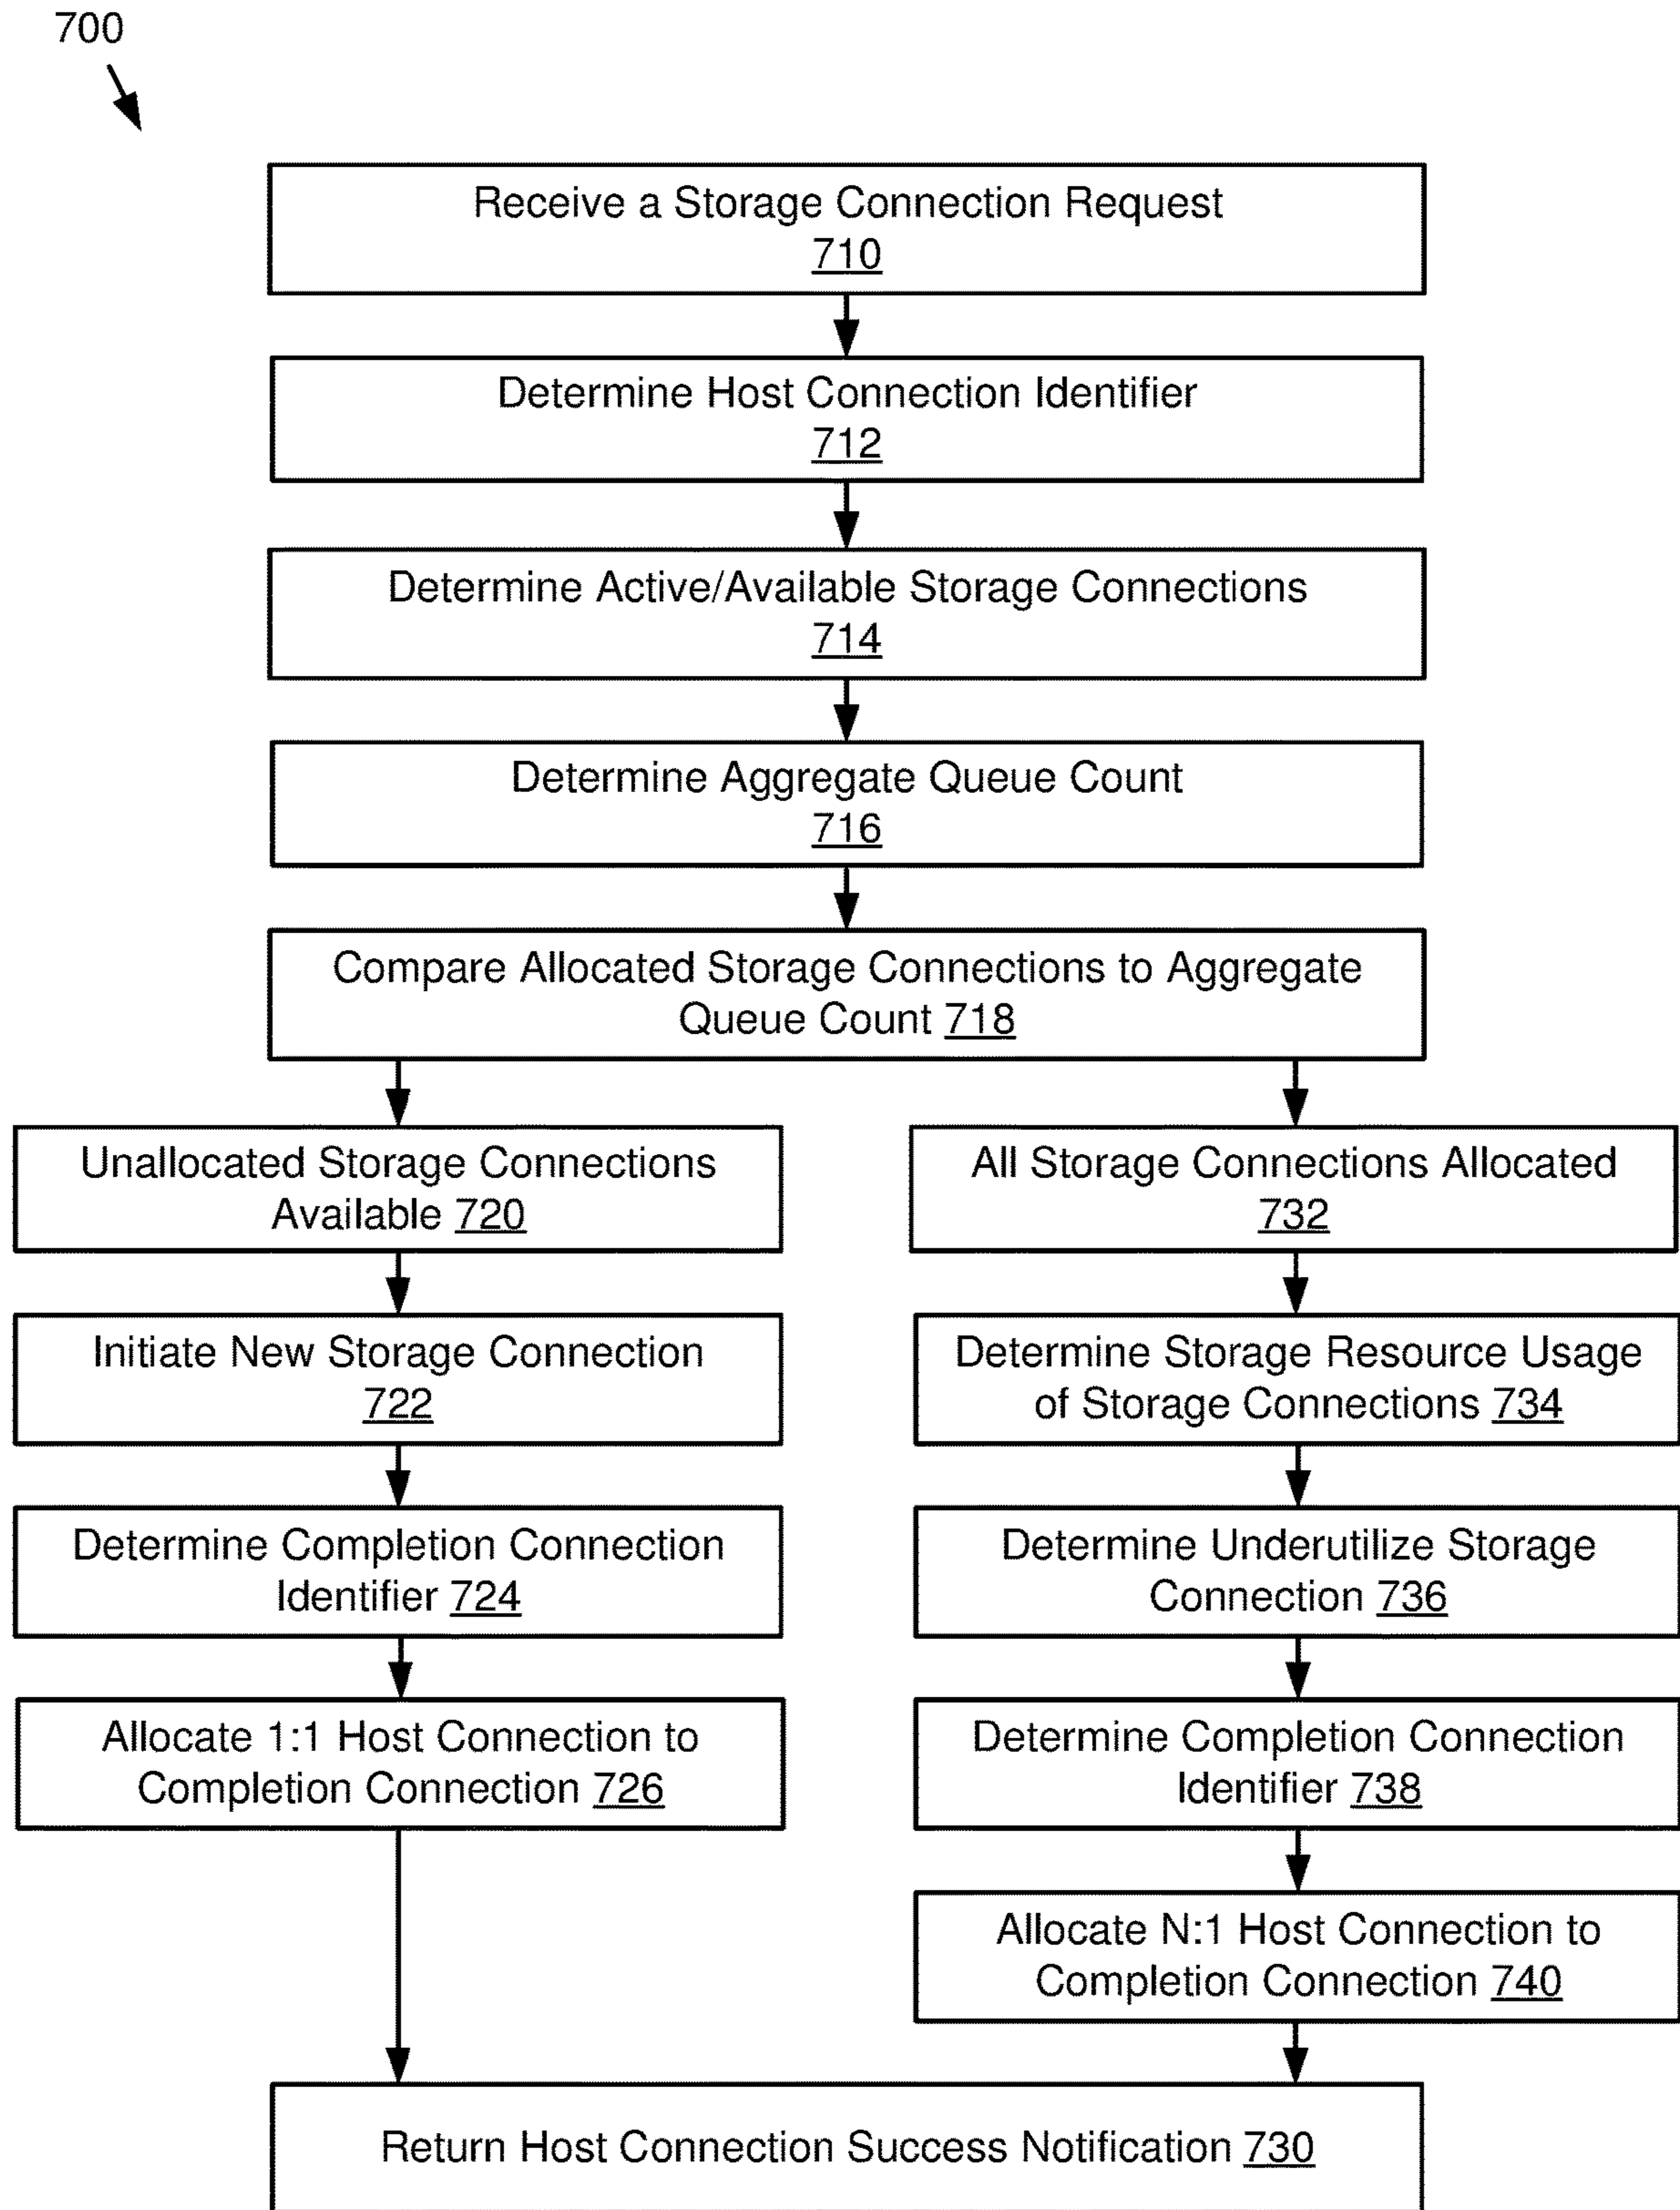 700
Receive a Storage Connection Request
710
Determine Host Connection Identifier
712
Determine Active/Available Storage Connections
714
Determine Aggregate Queue Count
716
Compare Allocated Storage Connections to Aggregate
Queue Count 718
Unallocated Storage Connections
Available 720
Initiate New Storage Connection
722
Determine Completion Connection
Identifier 724
Allocate 1:1 Host Connection to
Completion Connection 726
All Storage Connections Allocated
732
Determine Storage Resource Usage
of Storage Connections 734
Determine Underutilize Storage
Connection 736
Determine Completion Connection
Identifier 738
Allocate N:1 Host Connection to
Completion Connection 740
Return Host Connection Success Notification 730